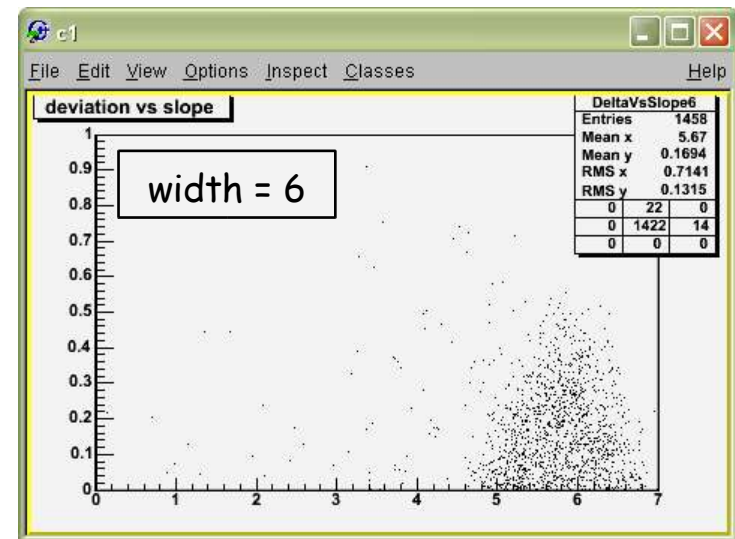 c1
File Edit View Options Inspect Classes Help
deviation vs slope
width = 6
DeltaVsSlope6
Entries 1458
Mean x 5.67
Mean y 0.1694
RMS x 0.7141
RMS y 0.1315
0 22 0
0 1422 14
0 0 0
1
0.9
0.8
0.7
0.6
0.5
0.4
0.3
0.2
0.1
0
0 1 2 3 4 5 6 7